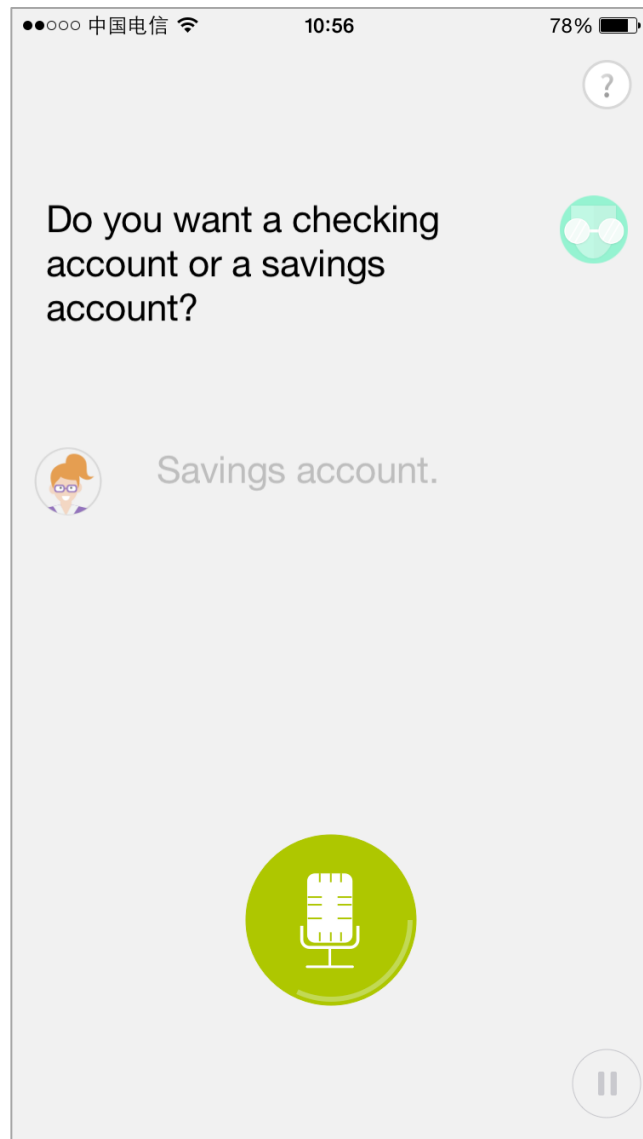 中国电信 10:56 78%
?
Do you want a checking
account or a savings
account?
Savings account.